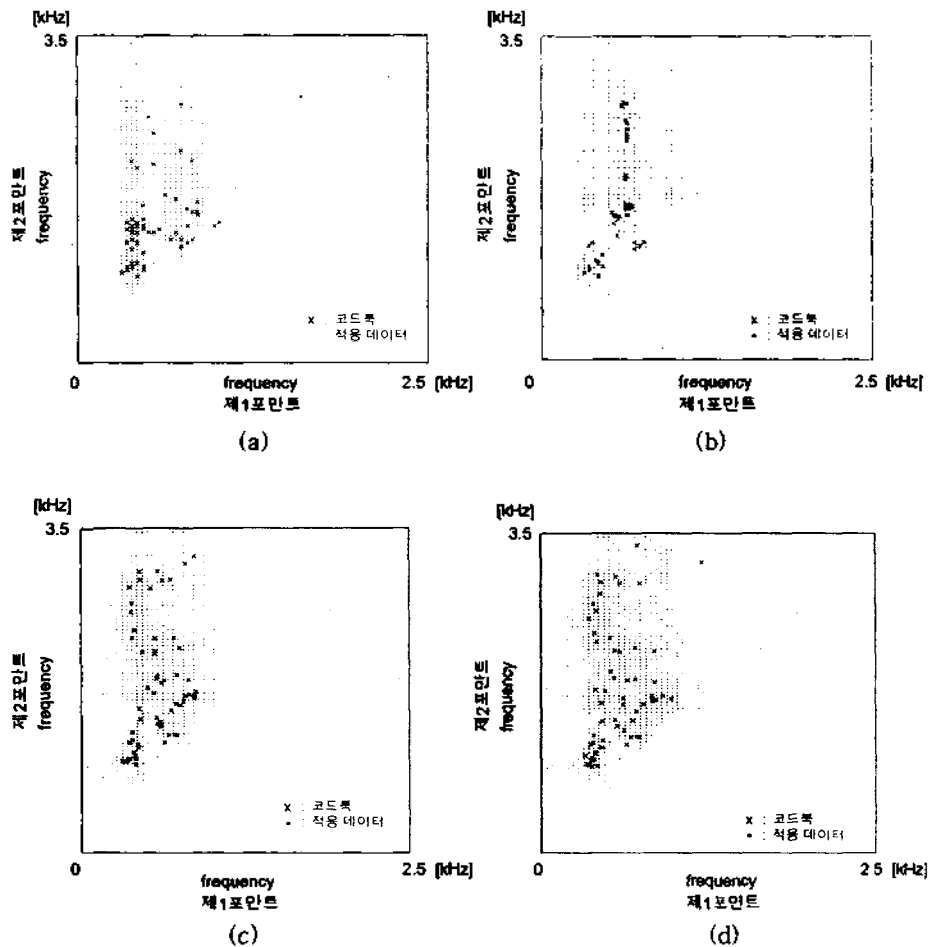 [kHz]
3.5
제2포만트
frequency
x : 코드북
적응 데이터
0
frequency
2.5 [kHz]
제1포만트
(a)
[kHz]
3.5
제2포만트
frequency
x : 코드북
• : 적응 데이터
0
frequency
2.5 [kHz]
제1포만트
(b)
[kHz]
3.5
제2포만트
frequency
x : 코드북
• : 적응 데이터
0
frequency
2.5 [kHz]
제1포만트
(c)
[kHz]
3.5
제2포만트
frequency
x : 코드북
• : 적응 데이터
0
frequency
2 5 [kHz]
제1포먼트
(d)